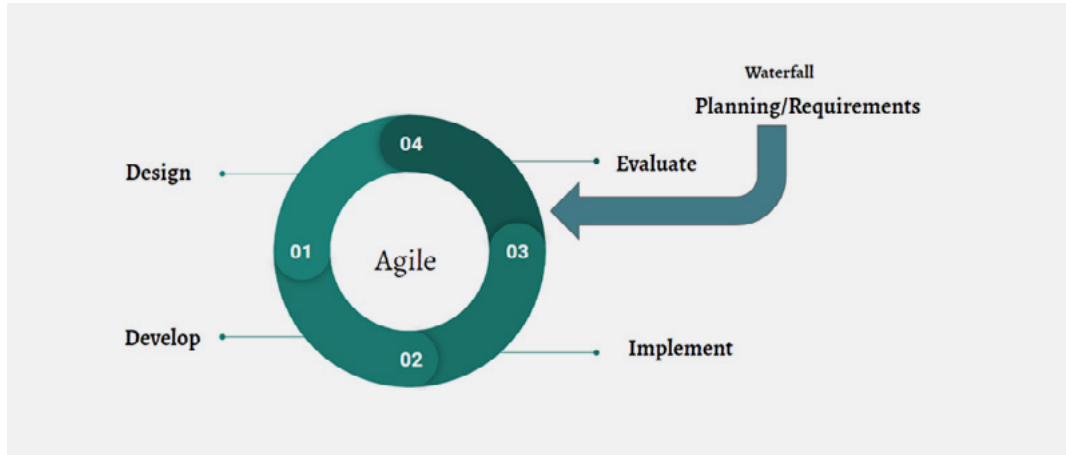 Waterfall
Planning/Requirements
04
Design
Evaluate
01
Agile
03
Develop
02
Implement